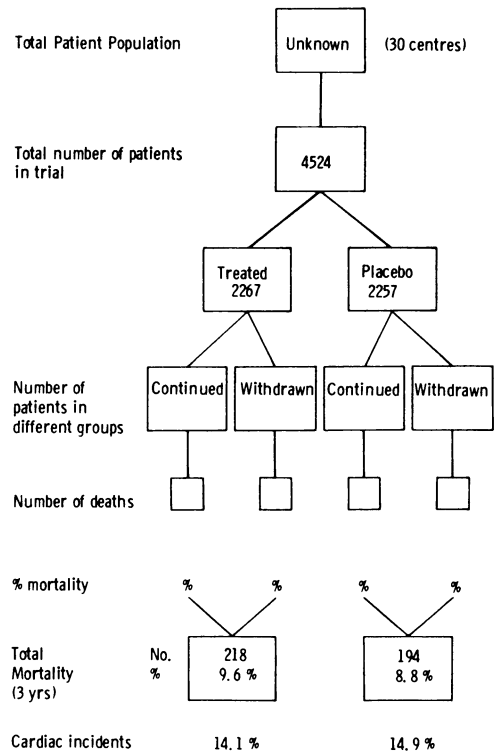 Total Patient Population
Unknown
(30 centres)
Total number of patients
in trial
4524
Treated
2267
Placebo
2257
Number of
patients in
different groups
Continued
Withdrawn
Continued
Withdrawn
Number of deaths
% mortality
% % % %
Total
Mortality
(3 yrs)
No.
%
218
9.6 %
194
8.8 %
Cardiac incidents
14.1 %
14.9 %